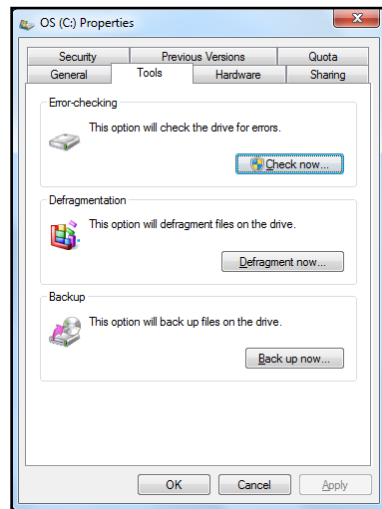 OS (C:) Properties
Security Previous Versions Quota
General Tools Hardware Sharing
Error-checking
This option will check the drive for errors.
Check now...
Defragmentation
This option will defragment files on the drive.
Defragment now...
Backup
This option will back up files on the drive.
Back up now...
OK Cancel Apply